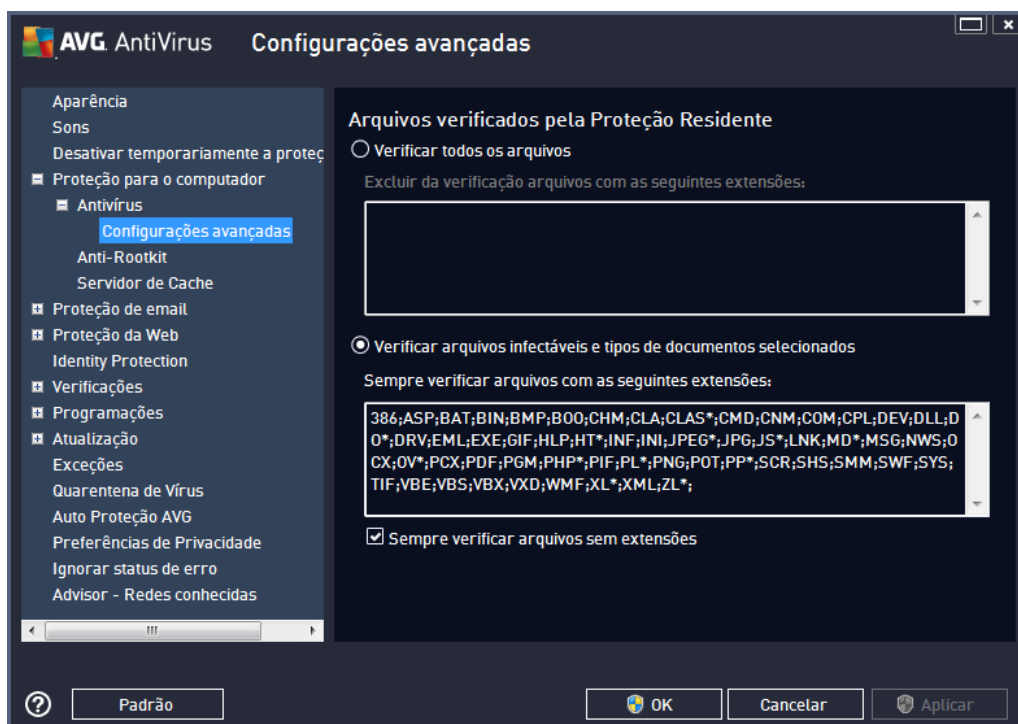 AVG. AntiVirus Configurações avançadas
Aparência
Sons
Desativar temporariamente a proteç
Proteção para o computador
Antivírus
Configurações avançadas
Anti-Rootkit
Servidor de Cache
Proteção de email
Proteção da Web
Identity Protection
Verificações
Programações
Atualização
Exceções
Quarentena de Vírus
Auto Proteção AVG
Preferências de Privacidade
Ignorar status de erro
Advisor - Redes conhecidas
Arquivos verificados pela Proteção Residente
Verificar todos os arquivos
Excluir da verificação arquivos com as seguintes extensões:
Verificar arquivos infectáveis e tipos de documentos selecionados
Sempre verificar arquivos com as seguintes extensões:
386;ASP;BAT;BIN;BMP;BOO;CHM;CLA;CLAS*;CMD;CNM;COM;CPL;DEV;DLL;D
O*;DRV;EML;EXE;GIF;HLP;HT*;INF;INI;JPEG*;JPG;JS*;LNK;MD*;MSG;NWS;O
CX;OV*;PCX;PDF;PGM;PHP*;PIF;PL*;PNG;POT;PP*;SCR;SHS;SMM;SWF;SYS;
TIF;VBE;VBS;VBX;VXD;WMF;XL*;XML;ZL*;
Sempre verificar arquivos sem extensões
Padrão
OK
Cancelar
Aplicar